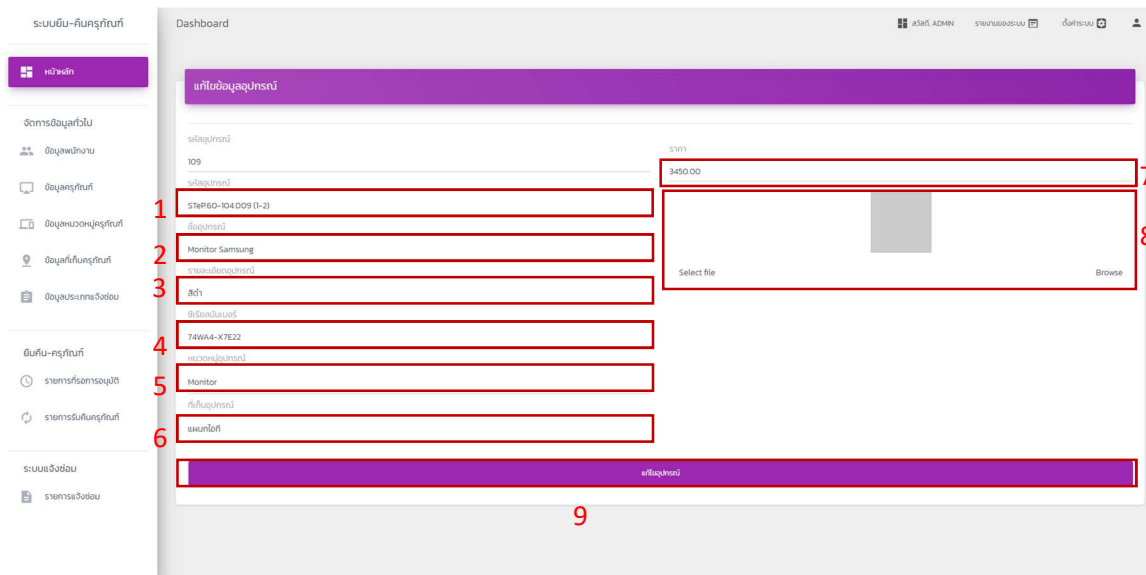 ระบบยืม-คืนครุภัณฑ์
Dashboard
สวัสดี, ADMIN
รายงานของระบบ
ตั้งค่าระบบ
หน้าหลัก
แก้ไขข้อมูลอุปกรณ์
จัดการข้อมูลทั่วไป
ข้อมูลพนักงาน
ข้อมูลครุภัณฑ์
ข้อมูลหมวดหมู่ครุภัณฑ์
ข้อมูลที่เก็บครุภัณฑ์
ข้อมูลประเภทแจ้งซ่อม
ยืมคืน-ครุภัณฑ์
รายการที่รอการอนุมัติ
รายการรับคืนครุภัณฑ์
ระบบแจ้งซ่อม
รายการแจ้งซ่อม
รหัสอุปกรณ์
109
รหัสอุปกรณ์
1
STeP.60-104.009 (1-2)
ชื่ออุปกรณ์
2
Monitor Samsung
รายละเอียดอุปกรณ์
3
สีดำ
ซีเรียลนัมเบอร์
4
74WA4-X7E22
หมวดหมู่อุปกรณ์
5
Monitor
ที่เก็บอุปกรณ์
6
แผนกไอที
ราคา
3450.00
7
8
Select file
Browse
แก้ไขอุปกรณ์
9